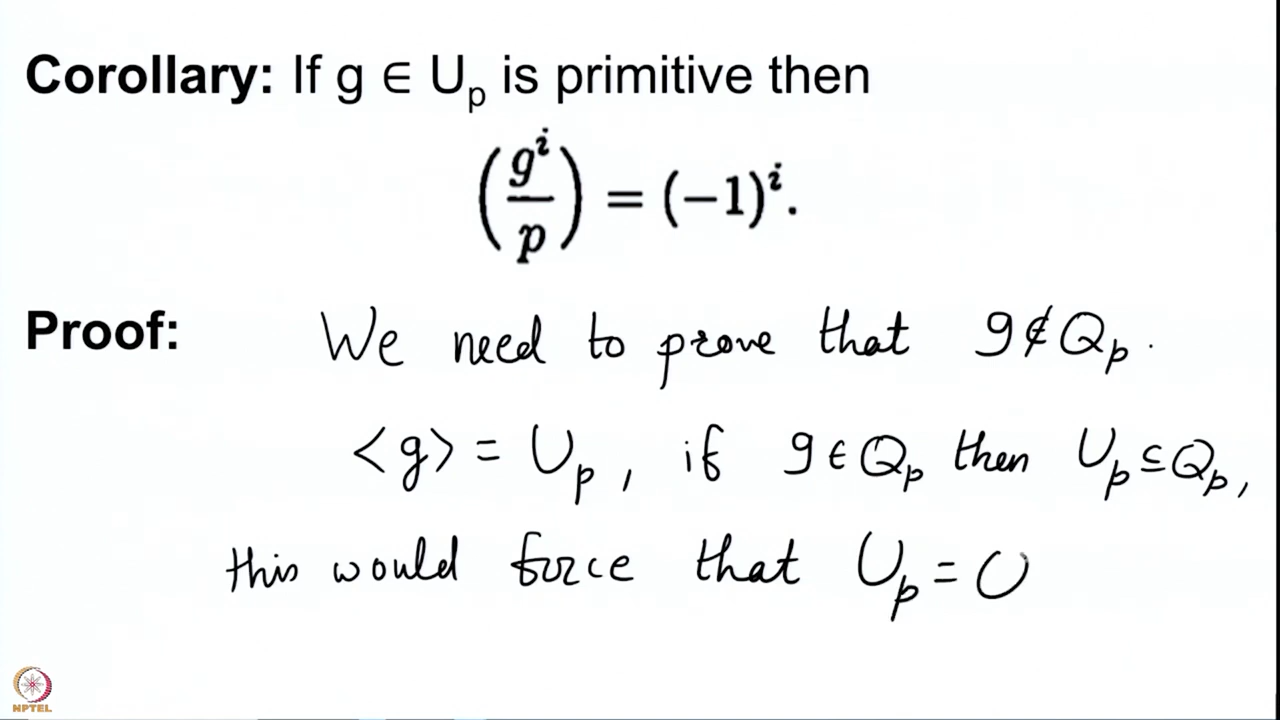 Corollary: If g ∈ U_p is primitive then
(g^i / p) = (−1)^i.
Proof: We need to prove that g ∉ Q_p.
<g> = U_p, if g ∈ Q_p then U_p ⊆ Q_p,
this would force that U_p =
NPTEL